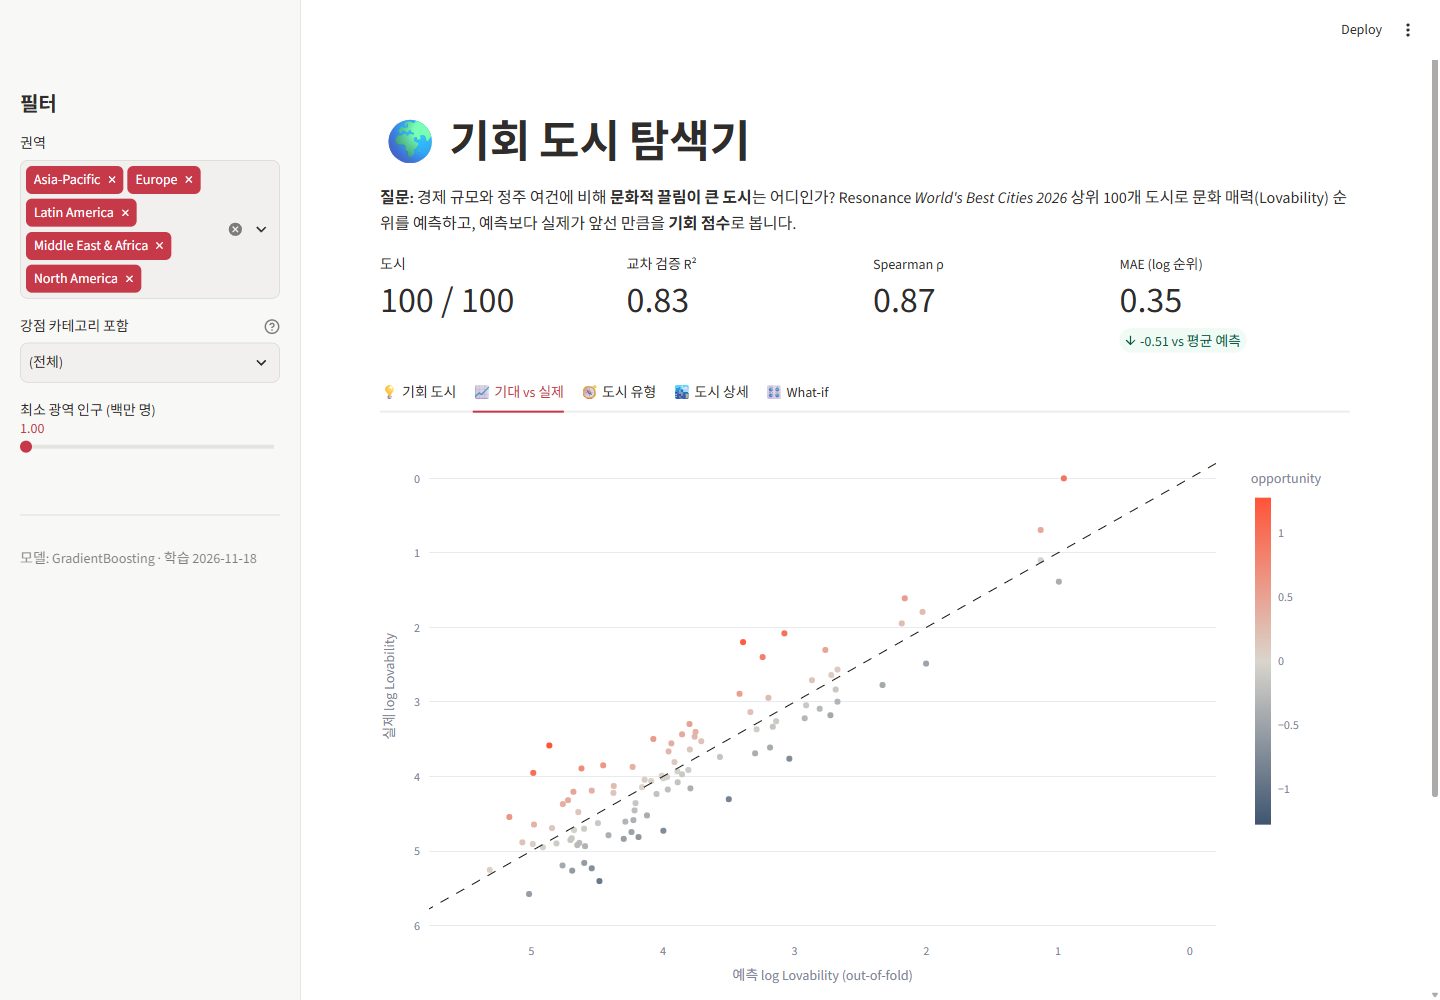 Deploy
필터
권역
Asia-Pacific × Europe ×
Latin America ×
Middle East & Africa ×
North America ×
강점 카테고리 포함
(전체)
최소 광역 인구 (백만 명)
1.00
모델: GradientBoosting · 학습 2026-11-18
기회 도시 탐색기
질문: 경제 규모와 정주 여건에 비해 문화적 끌림이 큰 도시는 어디인가? Resonance World's Best Cities 2026 상위 100개 도시로 문화 매력(Lovability) 순
위를 예측하고, 예측보다 실제가 앞선 만큼을 기회 점수로 봅니다.
도시 교차 검증 R² Spearman ρ MAE (log 순위)
100 / 100 0.83 0.87 0.35
↓ -0.51 vs 평균 예측
기회 도시 기대 vs 실제 도시 유형 도시 상세 What-if
opportunity
1
0.5
0
−0.5
−1
실제 log Lovability
0
1
2
3
4
5
6
5 4 3 2 1 0
예측 log Lovability (out-of-fold)